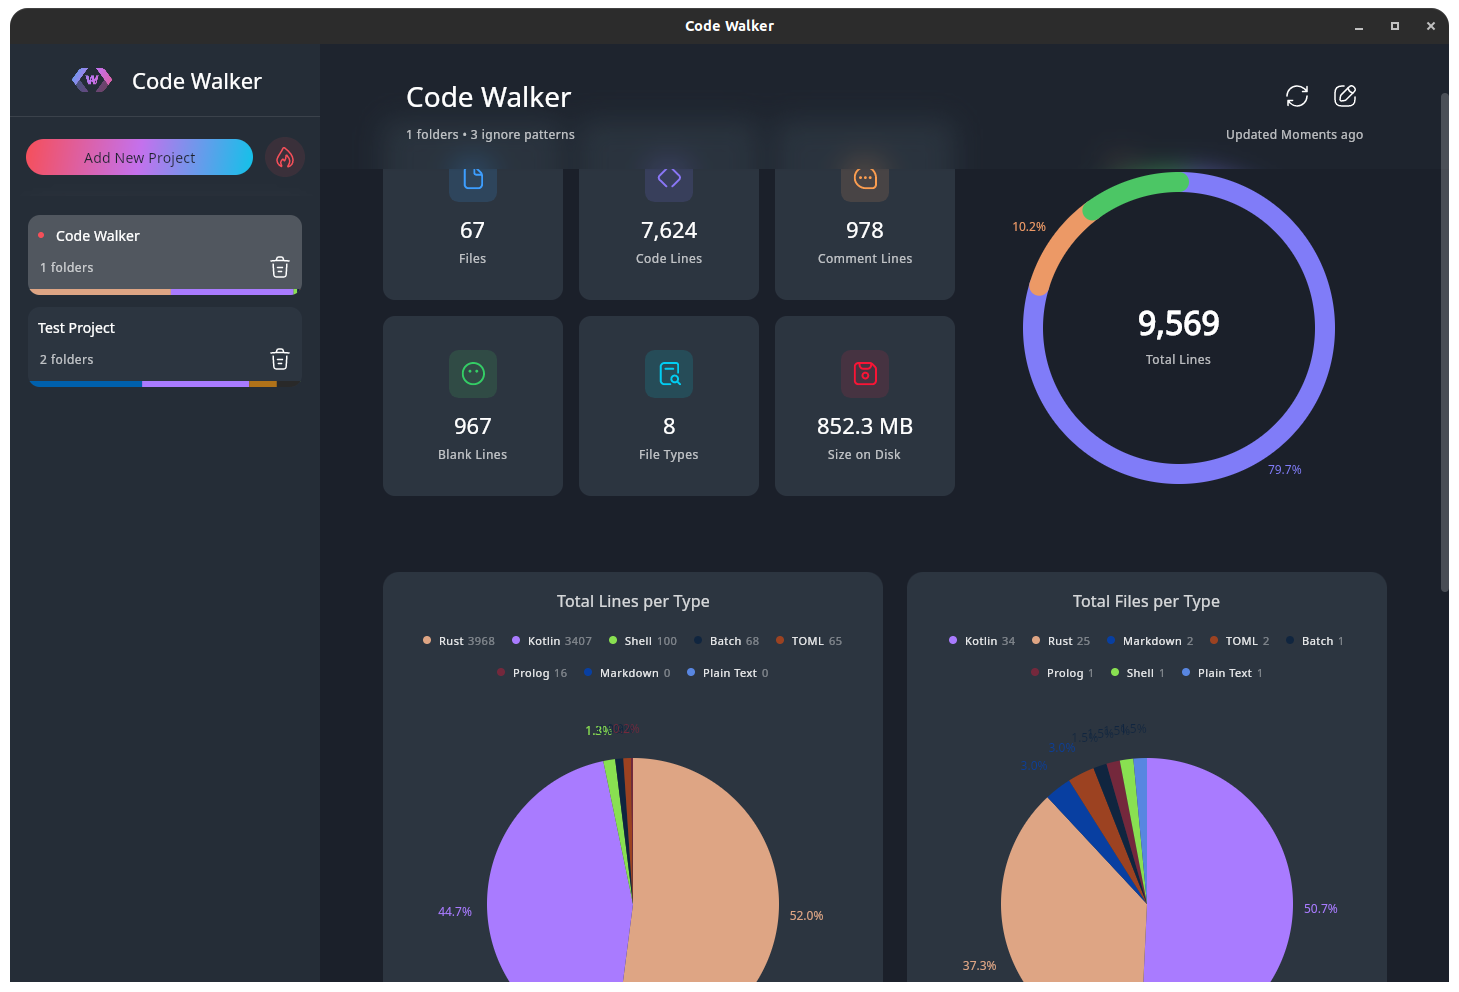 Code Walker
Code Walker
Add New Project
Code Walker
1 folders
Test Project
2 folders
Code Walker
1 folders • 3 ignore patterns
Updated Moments ago
67
Files
7,624
Code Lines
978
Comment Lines
967
Blank Lines
8
File Types
852.3 MB
Size on Disk
10.2%
9,569
Total Lines
79.7%
Total Lines per Type
Rust 3968 Kotlin 3407 Shell 100 Batch 68 TOML 65
Prolog 16 Markdown 0 Plain Text 0
1.3%
44.7%
52.0%
Total Files per Type
Kotlin 34 Rust 25 Markdown 2 TOML 2 Batch 1
Prolog 1 Shell 1 Plain Text 1
1.5%
50.7%
37.3%